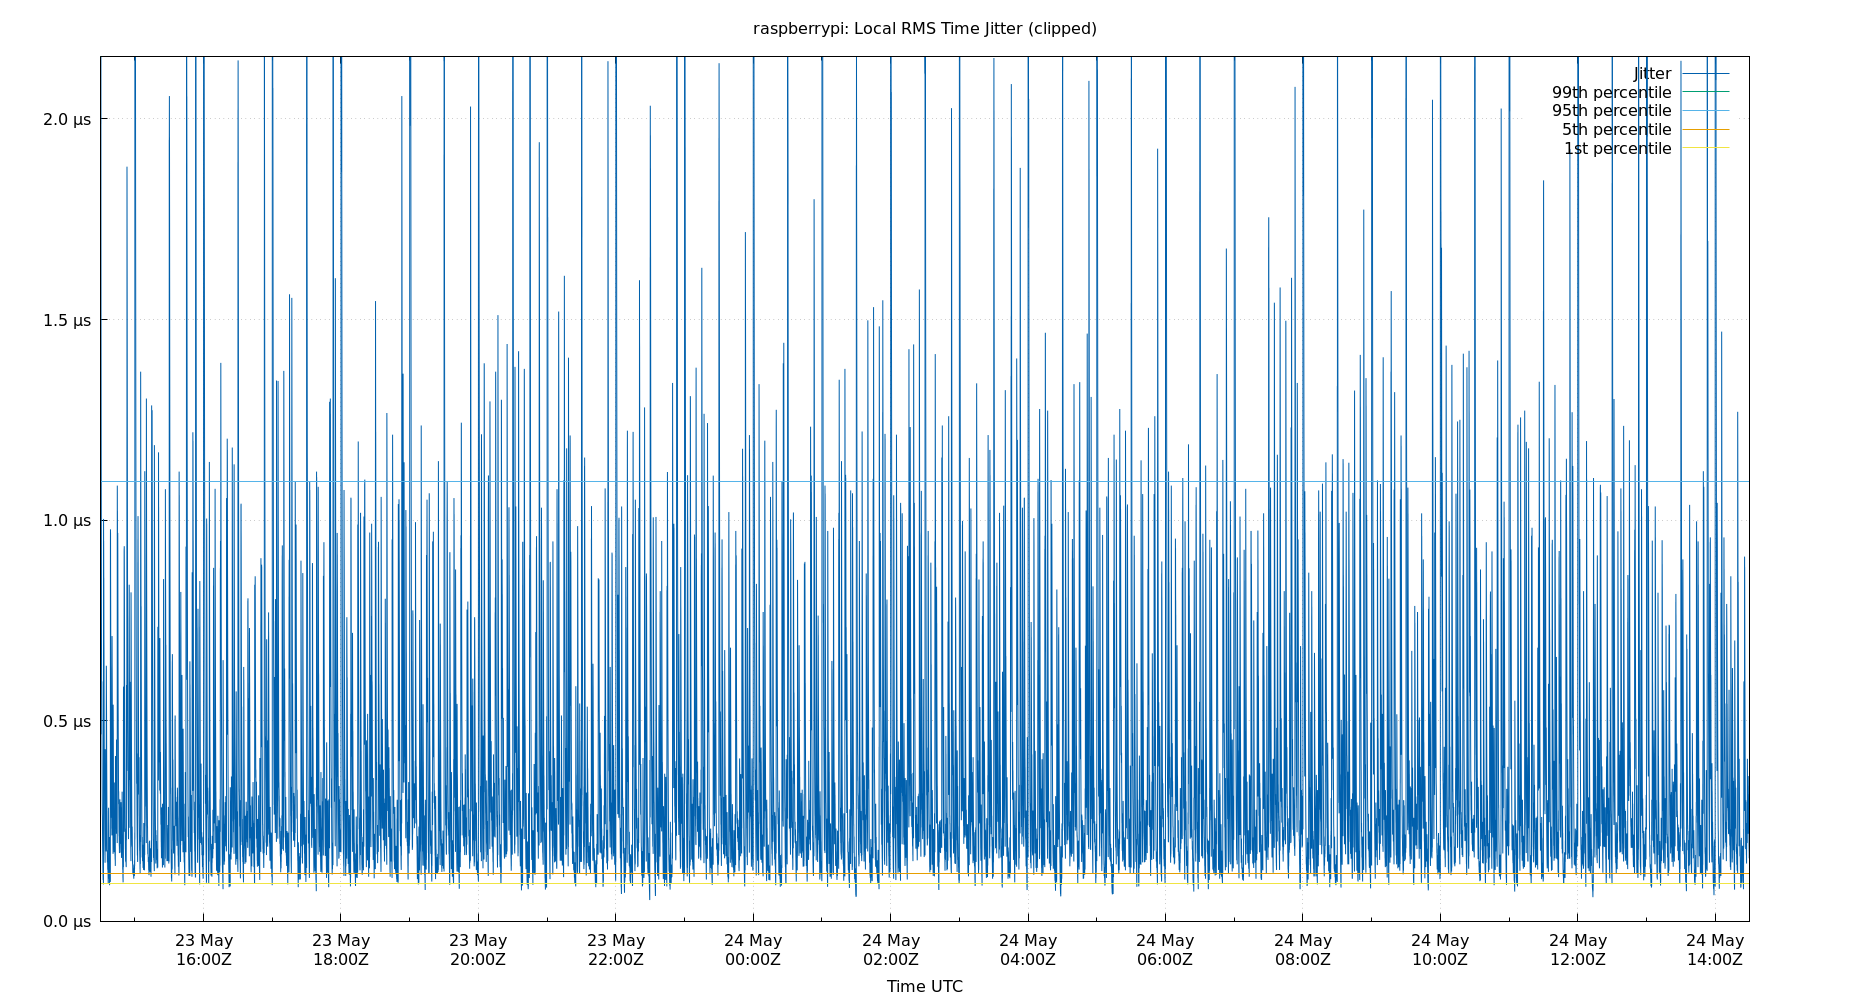 raspberrypi: Local RMS Time Jitter (clipped)
Jitter
99th percentile
95th percentile
5th percentile
1st percentile
2.0 μs
1.5 μs
1.0 μs
0.5 μs
0.0 μs
23 May 23 May 23 May 23 May 24 May 24 May 24 May 24 May 24 May 24 May 24 May 24 May
16:00Z 18:00Z 20:00Z 22:00Z 00:00Z 02:00Z 04:00Z 06:00Z 08:00Z 10:00Z 12:00Z 14:00Z
Time UTC